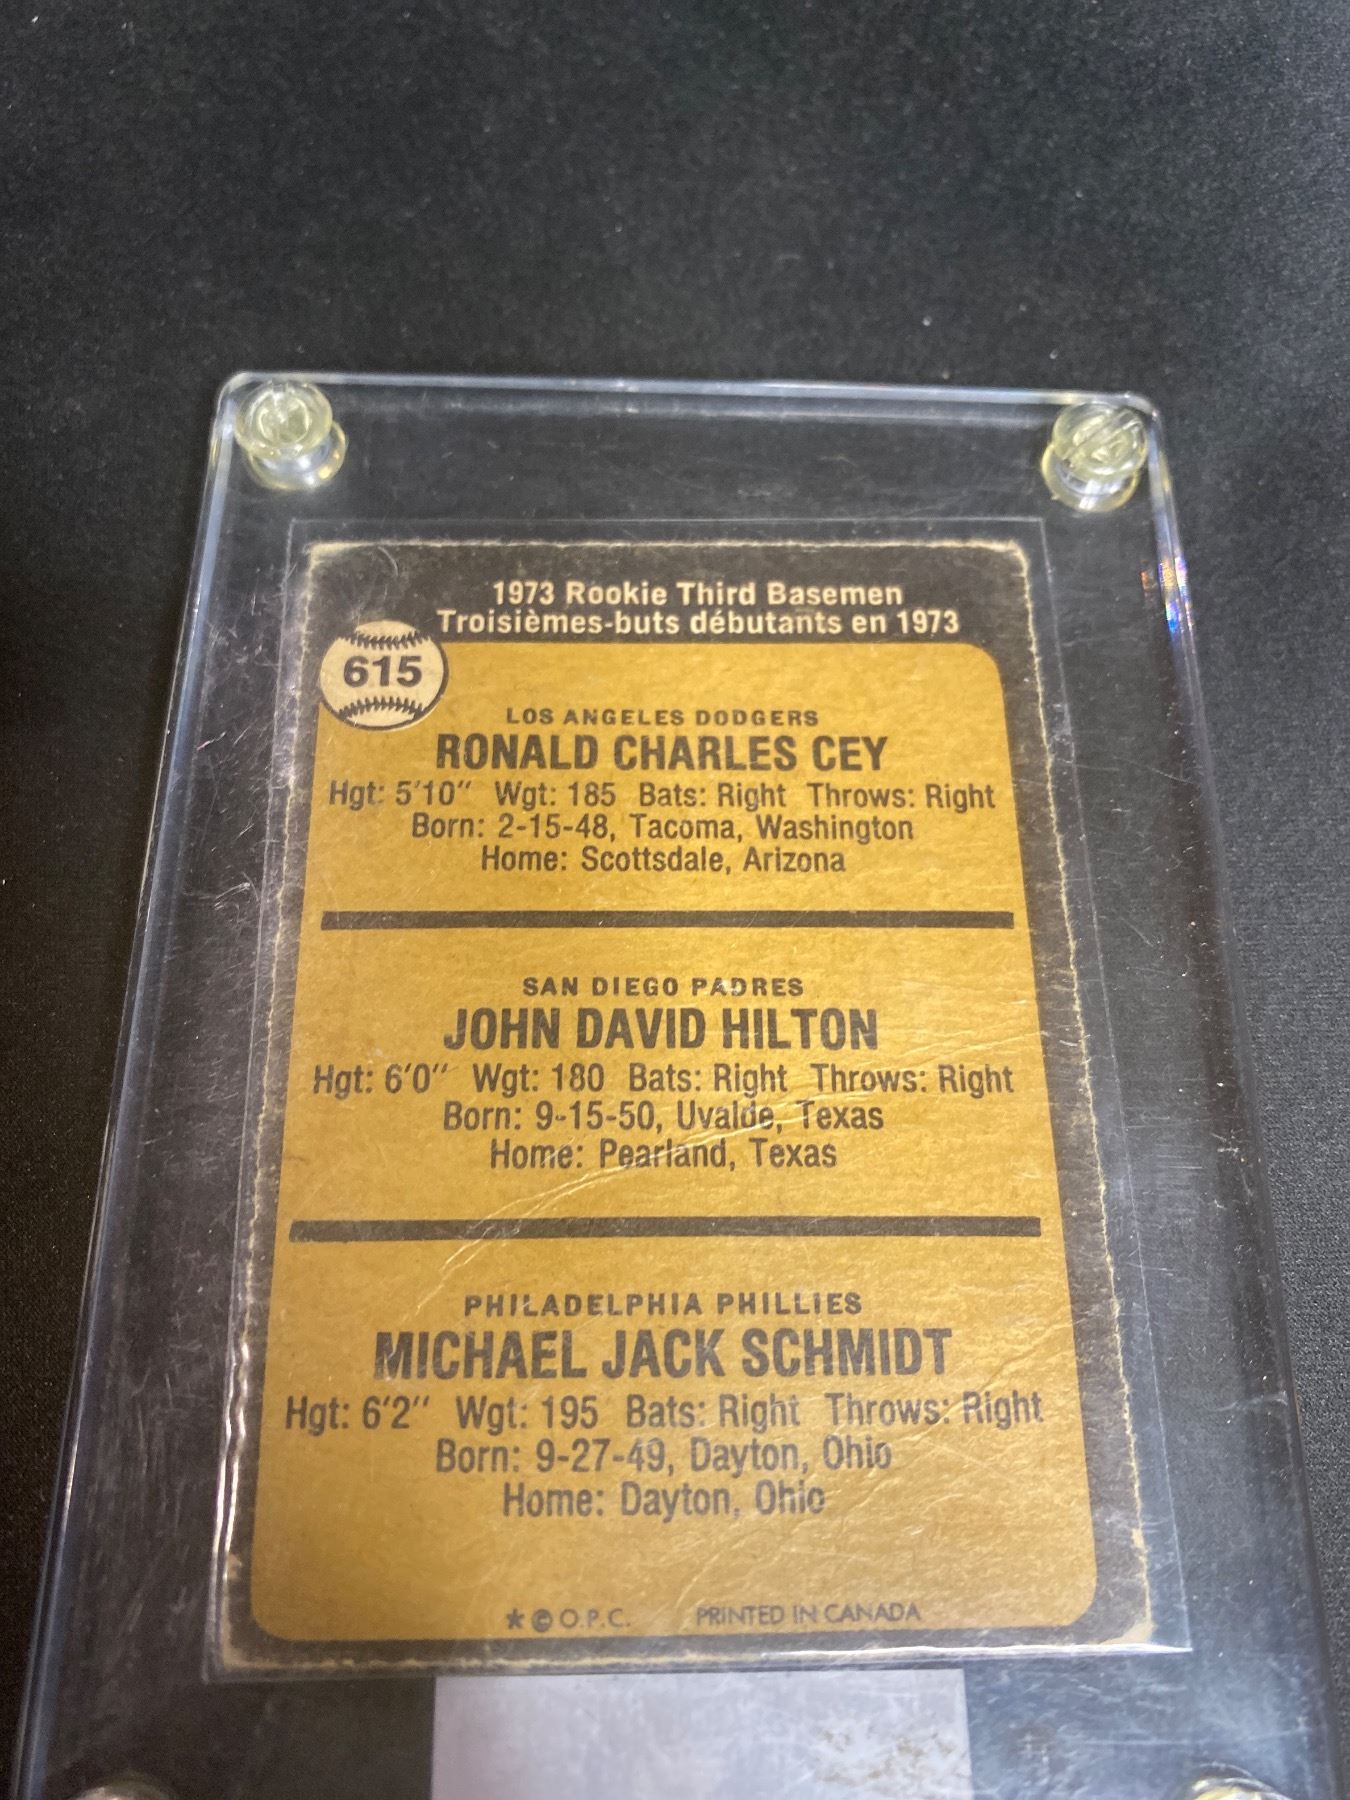 1973 Rookie Third Basemen
Troisièmes-buts débutants en 1973
615
LOS ANGELES DODGERS
RONALD CHARLES CEY
Hgt: 5'10" Wgt: 185 Bats: Right Throws: Right
Born: 2-15-48, Tacoma, Washington
Home: Scottsdale, Arizona
SAN DIEGO PADRES
JOHN DAVID HILTON
Hgt: 6'0" Wgt: 180 Bats: Right Throws: Right
Born: 9-15-50, Uvalde, Texas
Home: Pearland, Texas
PHILADELPHIA PHILLIES
MICHAEL JACK SCHMIDT
Hgt: 6'2" Wgt: 195 Bats: Right Throws: Right
Born: 9-27-49, Dayton, Ohio
Home: Dayton, Ohio
★ © O.P.C. PRINTED IN CANADA